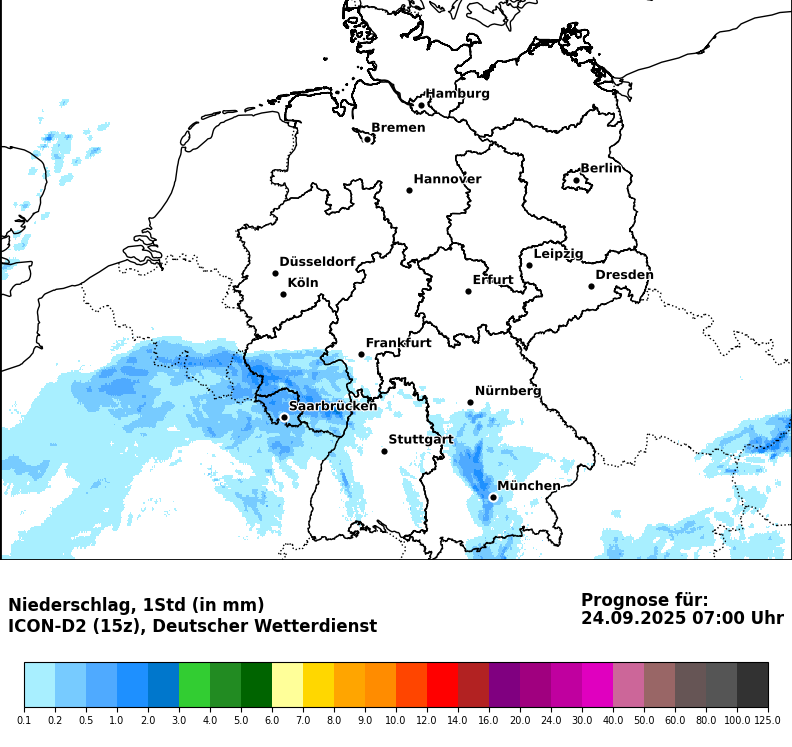 Hamburg
Bremen
Berlin
Hannover
Leipzig
Düsseldorf
Dresden
Köln
Erfurt
Frankfurt
Nürnberg
Saarbrücken
Stuttgart
München
Niederschlag, 1Std (in mm)
ICON-D2 (15z), Deutscher Wetterdienst
Prognose für:
24.09.2025 07:00 Uhr
0.1 0.2 0.5 1.0 2.0 3.0 4.0 5.0 6.0 7.0 8.0 9.0 10.0 12.0 14.0 16.0 20.0 24.0 30.0 40.0 50.0 60.0 80.0 100.0 125.0